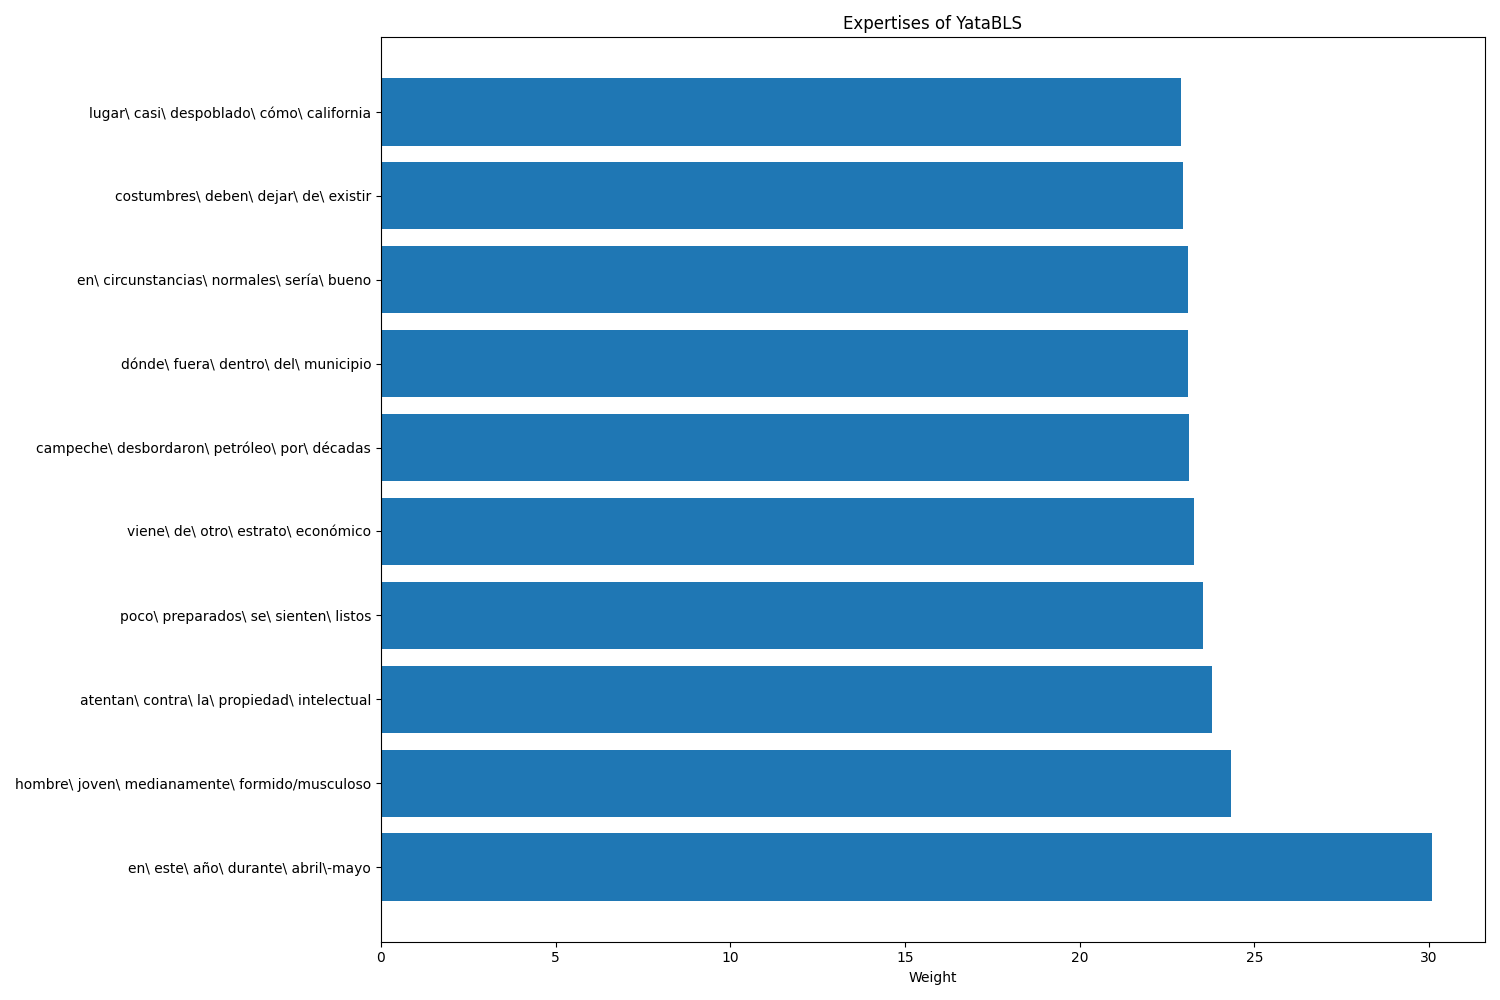 Expertises of YataBLS
lugar\ casi\ despoblado\ cómo\ california
costumbres\ deben\ dejar\ de\ existir
en\ circunstancias\ normales\ sería\ bueno
dónde\ fuera\ dentro\ del\ municipio
campeche\ desbordaron\ petróleo\ por\ décadas
viene\ de\ otro\ estrato\ económico
poco\ preparados\ se\ sienten\ listos
atentan\ contra\ la\ propiedad\ intelectual
hombre\ joven\ medianamente\ formido/musculoso
en\ este\ año\ durante\ abril\-mayo
0 5 10 15 20 25 30
Weight